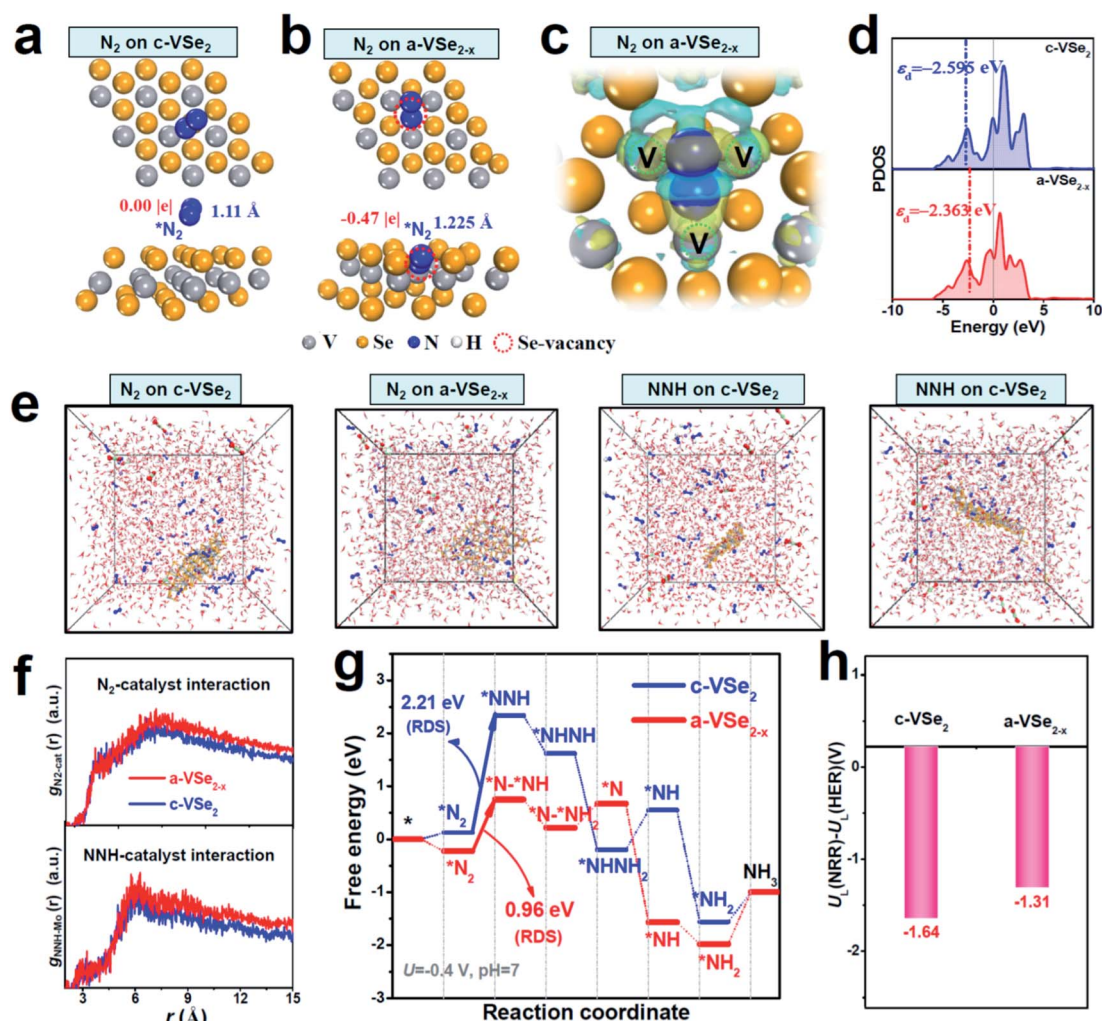 a
N₂ on c-VSe₂
0.00 |e|
1.11 Å
*N₂
b
N₂ on a-VSe₂₋ₓ
-0.47 |e|
*N₂
1.225 Å
V Se N H Se-vacancy
c
N₂ on a-VSe₂₋ₓ
V V
V
d
c-VSe₂
εd=−2.595 eV
a-VSe₂₋ₓ
εd=−2.363 eV
PDOS
-10 -5 0 5 10
Energy (eV)
e
N₂ on c-VSe₂
N₂ on a-VSe₂₋ₓ
NNH on c-VSe₂
NNH on c-VSe₂
f
N₂-catalyst interaction
gN2-cat(r) (a.u.)
a-VSe₂₋ₓ
c-VSe₂
NNH-catalyst interaction
gNNH-Mo(r) (a.u.)
3 6 9 12 15
r (Å)
g
Free energy (eV)
3
2
1
0
-1
-2
-3
c-VSe₂
a-VSe₂₋ₓ
2.21 eV
(RDS)
*NNH
*NHNH
*N₂
*N-*NH
*N-*NH₂
*N
*NH
*
*N₂
*NHNH₂
0.96 eV
(RDS)
*NH
*NH₂
*NH₂
NH₃
U=-0.4 V, pH=7
Reaction coordinate
h
c-VSe₂
a-VSe₂₋ₓ
UL(NRR)-UL(HER)(V)
0
-1
-2
-1.64
-1.31